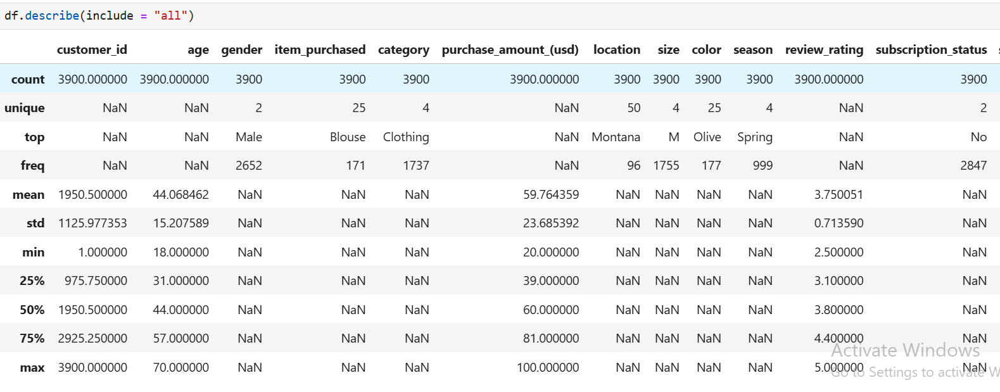 df.describe(include = "all")
customer_id age gender item_purchased category purchase_amount_(usd) location size color season review_rating subscription_status
count 3900.000000 3900.000000 3900 3900 3900 3900.000000 3900 3900 3900 3900 3900.000000 3900
unique NaN NaN 2 25 4 NaN 50 4 25 4 NaN 2
top NaN NaN Male Blouse Clothing NaN Montana M Olive Spring NaN No
freq NaN NaN 2652 171 1737 NaN 96 1755 177 999 NaN 2847
mean 1950.500000 44.068462 NaN NaN NaN 59.764359 NaN NaN NaN NaN 3.750051 NaN
std 1125.977353 15.207589 NaN NaN NaN 23.685392 NaN NaN NaN NaN 0.713590 NaN
min 1.000000 18.000000 NaN NaN NaN 20.000000 NaN NaN NaN NaN 2.500000 NaN
25% 975.750000 31.000000 NaN NaN NaN 39.000000 NaN NaN NaN NaN 3.100000 NaN
50% 1950.500000 44.000000 NaN NaN NaN 60.000000 NaN NaN NaN NaN 3.800000 NaN
75% 2925.250000 57.000000 NaN NaN NaN 81.000000 NaN NaN NaN NaN 4.400000 NaN
Activate Windows
max 3900.000000 70.000000 NaN NaN NaN 100.000000 NaN NaN NaN NaN 5.000000 NaN
Go to Settings to activate W